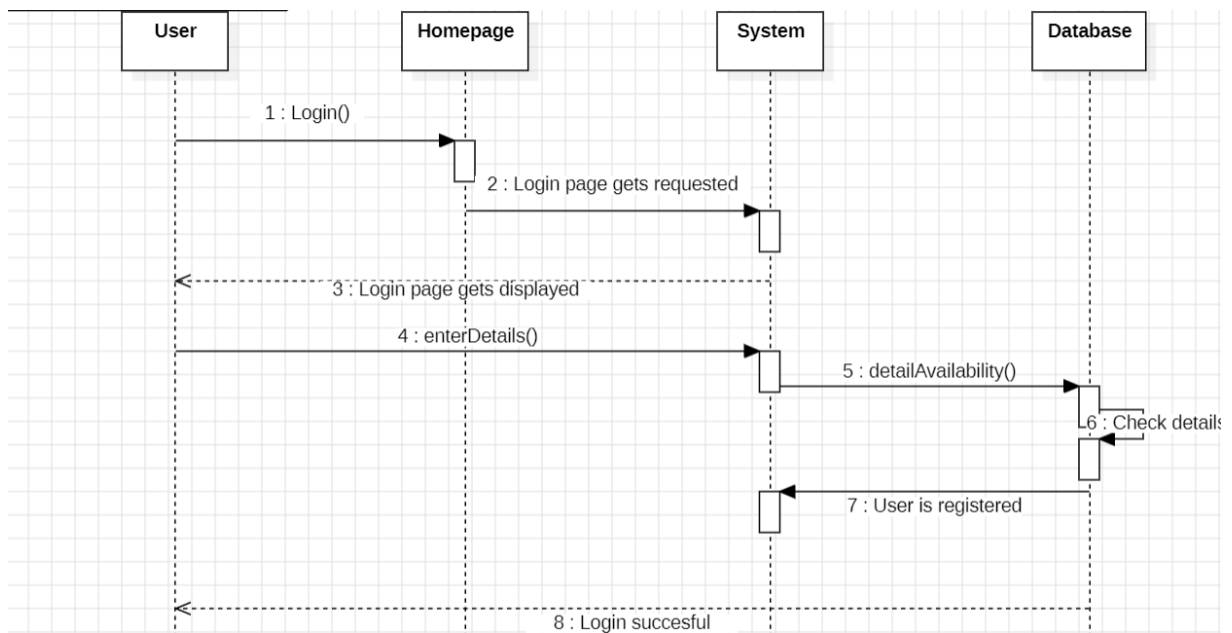 User
Homepage
System
Database
1 : Login()
2 : Login page gets requested
3 : Login page gets displayed
4 : enterDetails()
5 : detailAvailability()
6 : Check details
7 : User is registered
8 : Login succesful